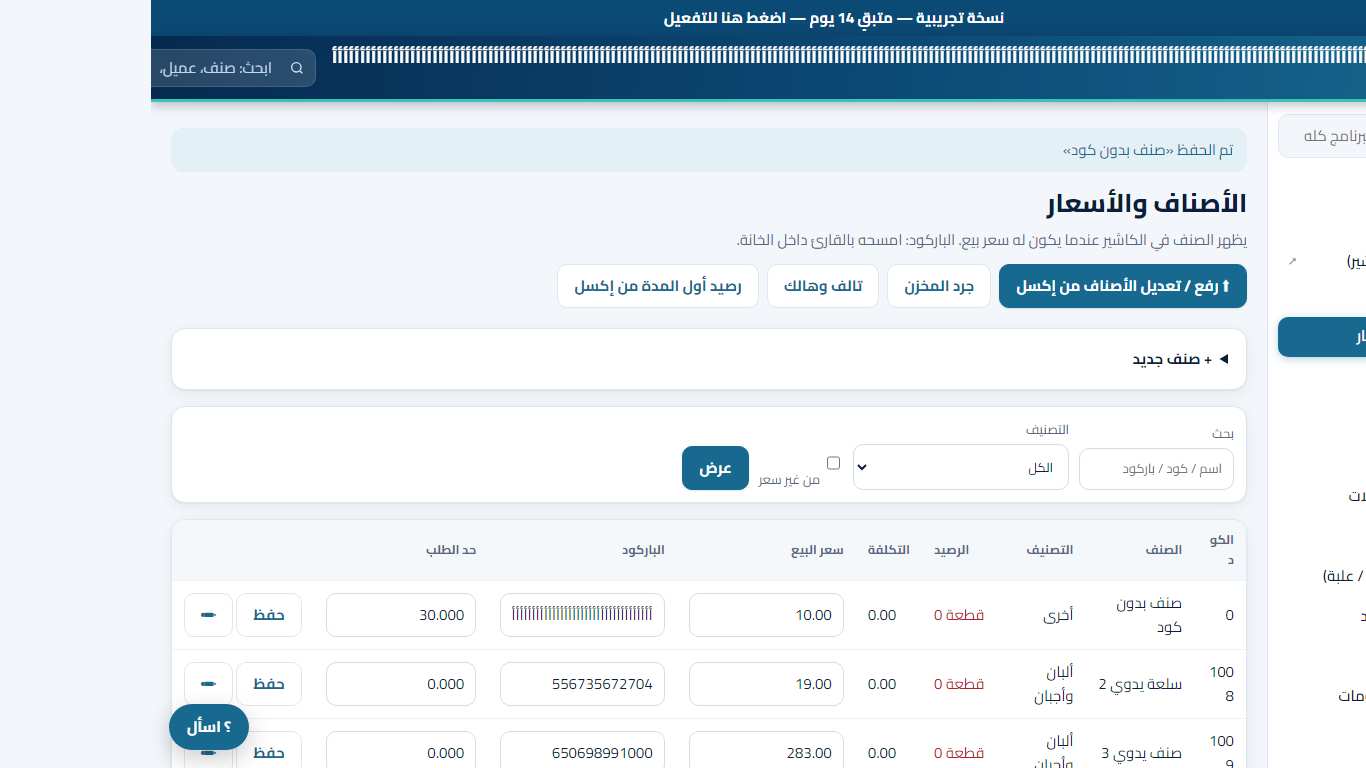 نسخة تجريبية — متبقٍ 14 يوم — اضغط هنا للتفعيل
ابحث: صنف، عميل،
برنامج كله
تم الحفظ «صنف بدون كود»
الأصناف والأسعار
يظهر الصنف في الكاشير عندما يكون له سعر بيع. الباركود: امسحه بالقارئ داخل الخانة.
⬆ رفع / تعديل الأصناف من إكسل
جرد المخزن
تالف وهالك
رصيد أول المدة من إكسل
◀ + صنف جديد
بحث
اسم / كود / باركود
التصنيف
الكل
من غير سعر
عرض
الكود الصنف التصنيف الرصيد التكلفة سعر البيع الباركود حد الطلب
0 صنف بدون كود أخرى 0 قطعة 0.00 10.00 30.000 حفظ
1008 سلعة يدوي 2 ألبان وأجبان 0 قطعة 0.00 19.00 556735672704 0.000 حفظ
1009 صنف يدوي 3 ألبان وأجبان 0 قطعة 0.00 283.00 650698991000 0.000 حفظ
؟ اسأل